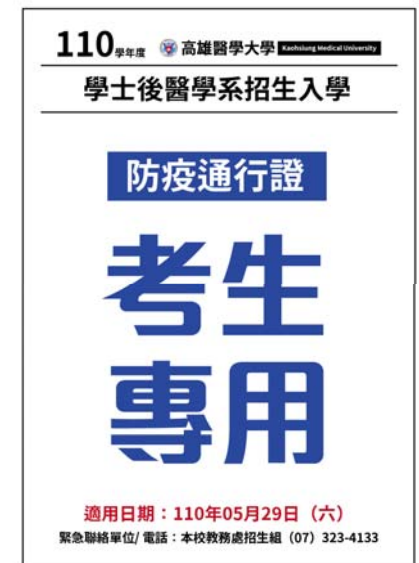 110學年度 高雄醫學大學 Kaohsiung Medical University
學士後醫學系招生入學
防疫通行證
考生
專用
適用日期：110年05月29日（六）
緊急聯絡單位/ 電話：本校教務處招生組（07）323-4133